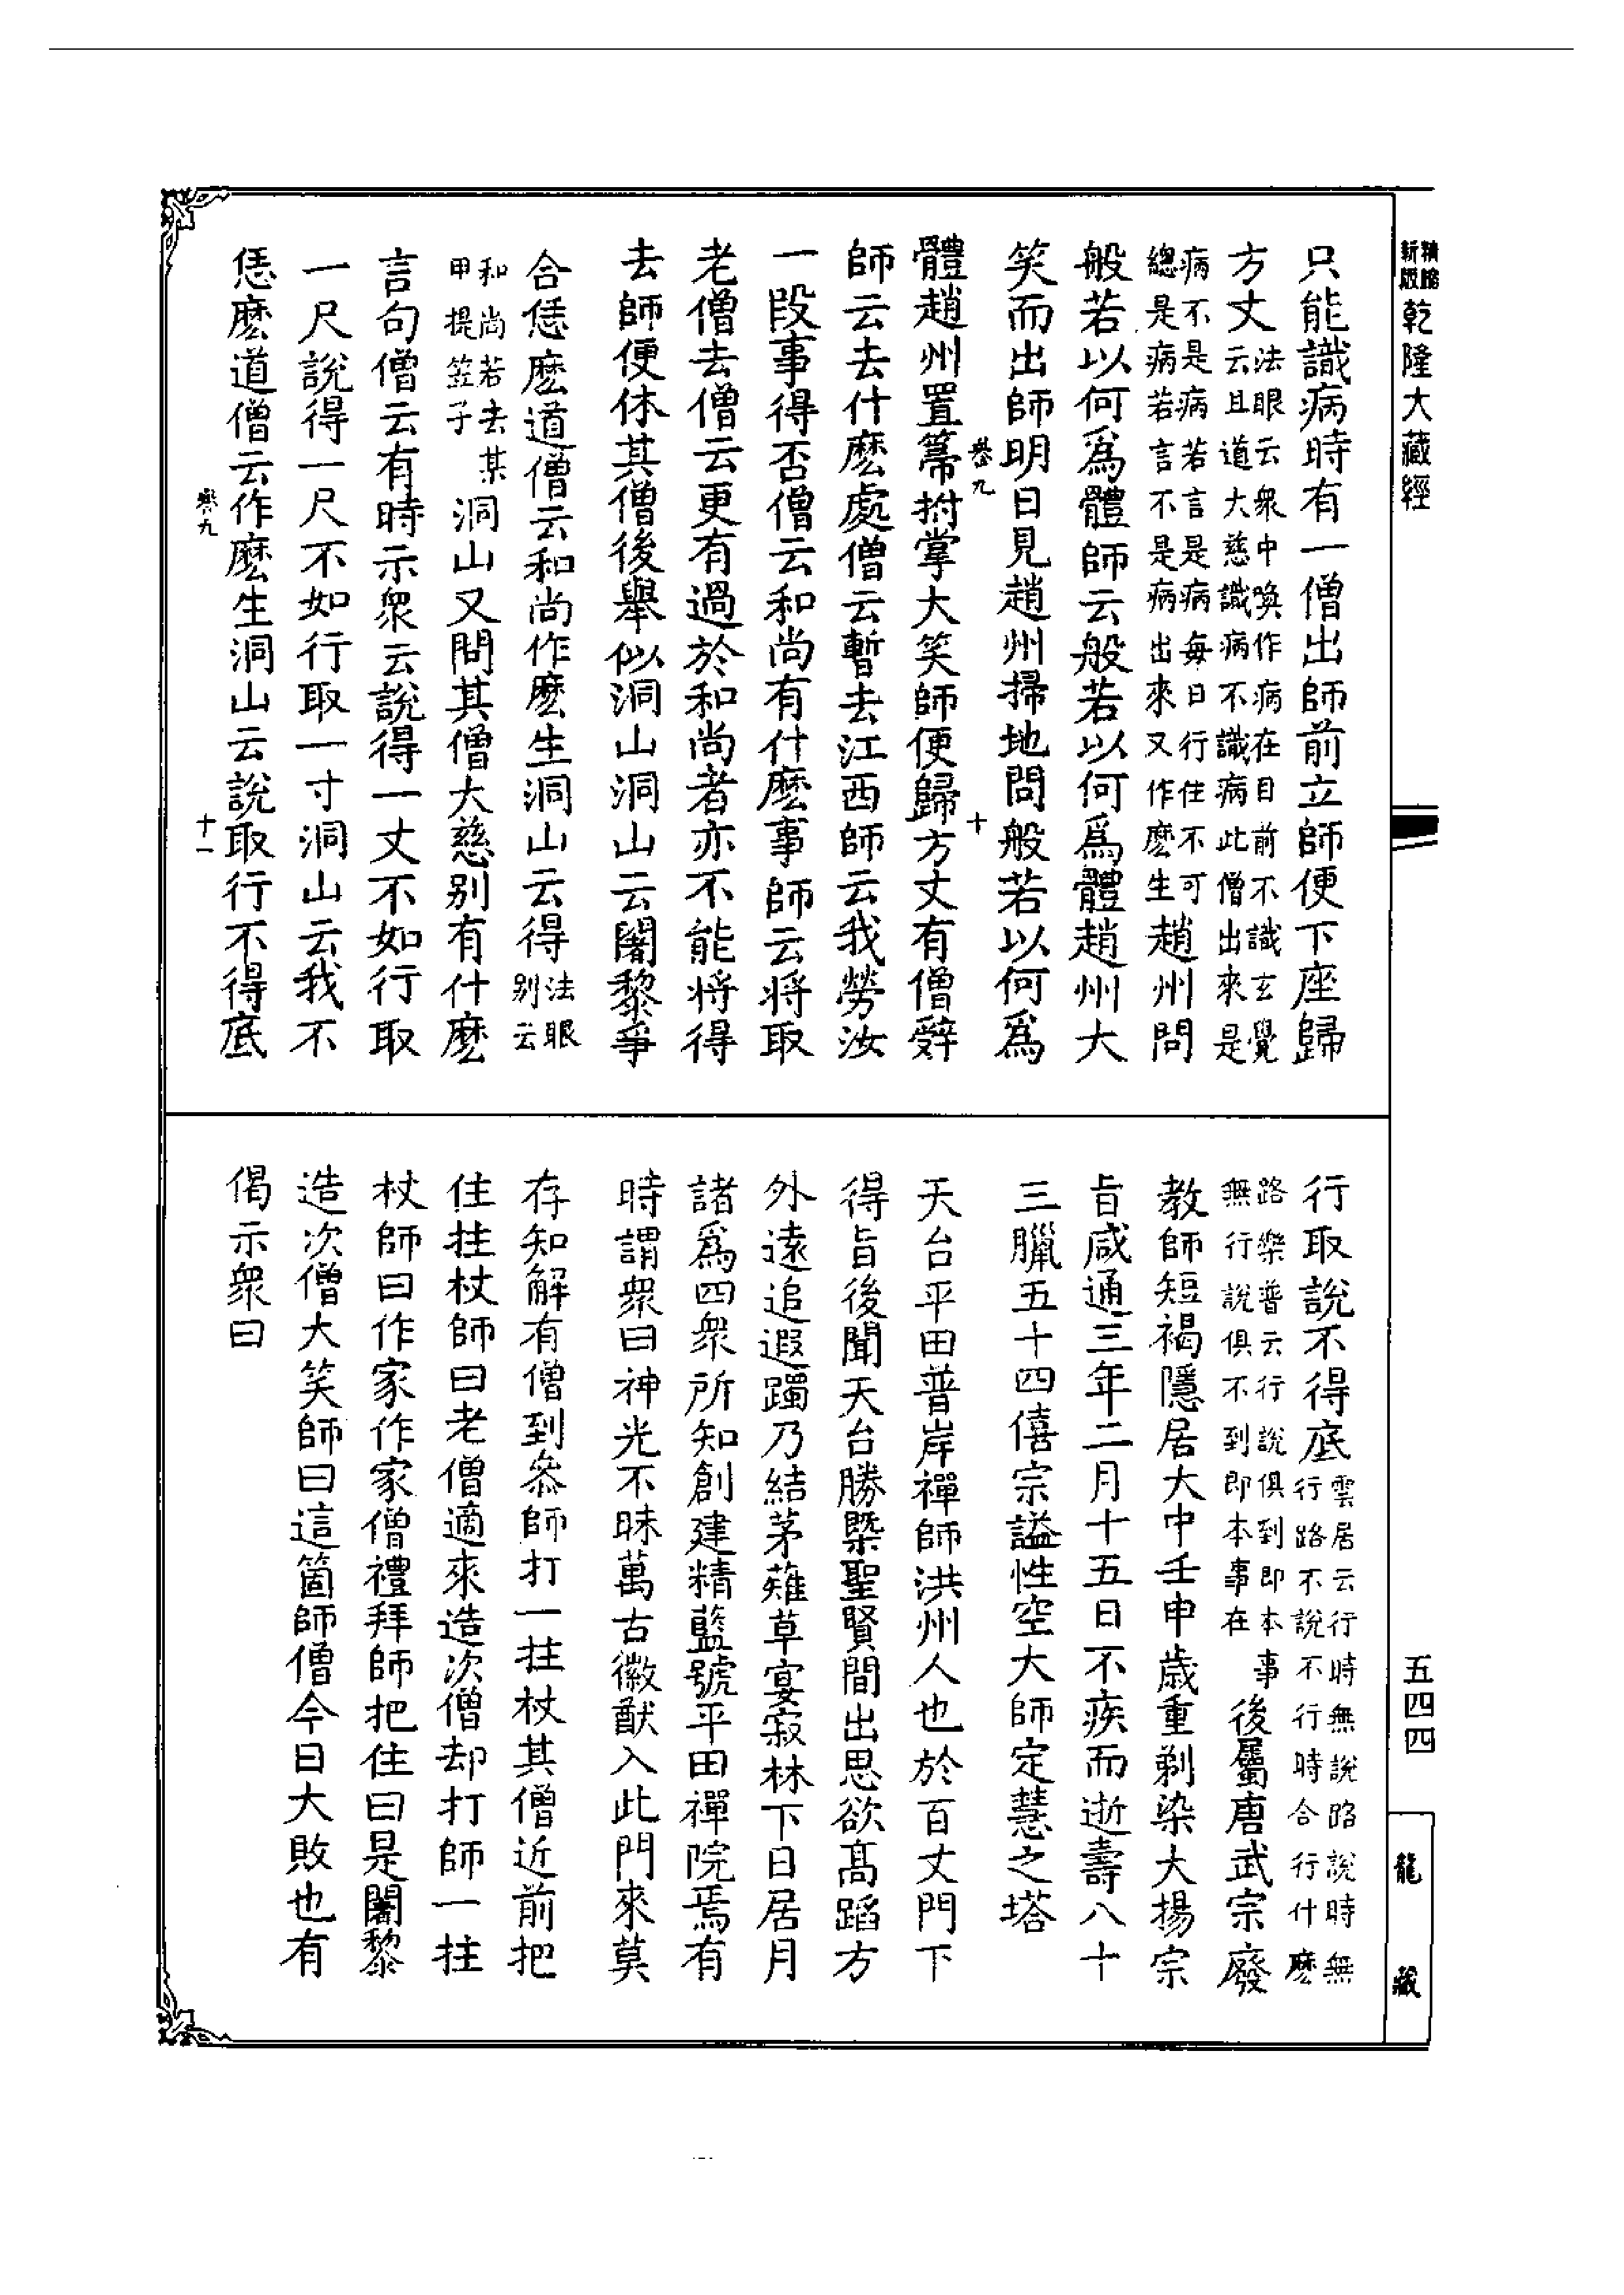 精縮新版乾隆大藏經
只能識病時有一僧出師前立師便下座歸
方丈法眼云衆中喚作病在目前不識玄覺云且道大慈識病不識病此僧出來是
病不是病若言是病每日行住不可總是病若言不是病出來又作麽生趙州問
般若以何爲體師云般若以何爲體趙州大
笑而出師明日見趙州掃地問般若以何爲
叅九 十
體趙州置箒拊掌大笑師便歸方丈有僧辭
師云去什麽處僧云暫去江西師云我勞汝
一段事得否僧云和尚有什麽事師云將取
老僧去僧云更有過於和尚者亦不能將得
去師便休其僧後舉似洞山洞山云闍黎爭
合恁麽道僧云和尚作麽生洞山云得法眼别云
和尚若去某甲提笠子洞山又問其僧大慈别有什麽
言句僧云有時示衆云說得一丈不如行取
一尺說得一尺不如行取一寸洞山云我不
恁麽道僧云作麽生洞山云說取行不得底
叅九 十一
行取說不得底雲居云行時無說路說時無行路不說不行時合行什麽
路樂普云行說俱到即本事無行說俱不到即本事在後屬唐武宗廢
教師短褐隱居大中壬申歳重剃染大揚宗
旨咸通三年二月十五日不疾而逝壽八十
三臘五十四僖宗諡性空大師定慧之塔
天台平田普岸禪師洪州人也於百丈門下
得旨後聞天台勝槩聖賢間出思欲髙蹈方
外遠追遐躅乃結茅薙草宴寂林下日居月
諸爲四衆所知創建精藍號平田禪院焉有
時謂衆曰神光不昧萬古徽猷入此門來莫
存知解有僧到叅師打一拄杖其僧近前把
住拄杖師曰老僧適來造次僧却打師一拄
杖師曰作家作家僧禮拜師把住曰是闍黎
造次僧大笑師曰這箇師僧今日大敗也有
偈示衆曰
五四四
龍藏